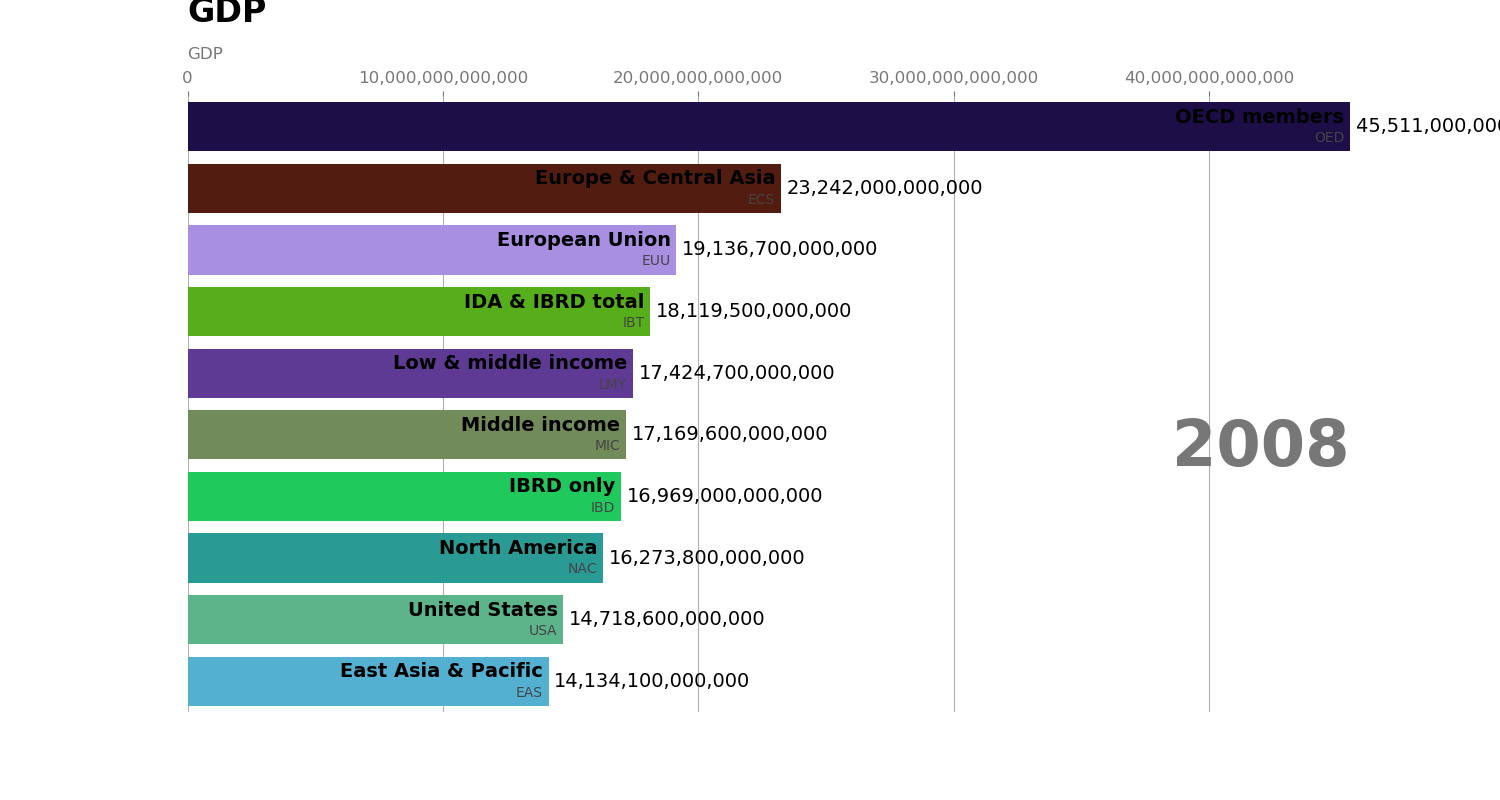 GDP
GDP
0 10,000,000,000,000 20,000,000,000,000 30,000,000,000,000 40,000,000,000,000
OECD members
OED
45,511,000,00
Europe & Central Asia
ECS
23,242,000,000,000
European Union
EUU
19,136,700,000,000
IDA & IBRD total
IBT
18,119,500,000,000
Low & middle income
LMY
17,424,700,000,000
Middle income
MIC
17,169,600,000,000
2008
IBRD only
IBD
16,969,000,000,000
North America
NAC
16,273,800,000,000
United States
USA
14,718,600,000,000
East Asia & Pacific
EAS
14,134,100,000,000